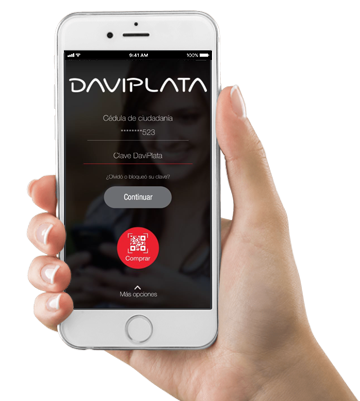 9:41 AM 100%
DAVIPLATA
Cédula de ciudadanía
********523
Clave DaviPlata
¿Olvidó o bloqueó su clave?
Continuar
Comprar
Más opciones